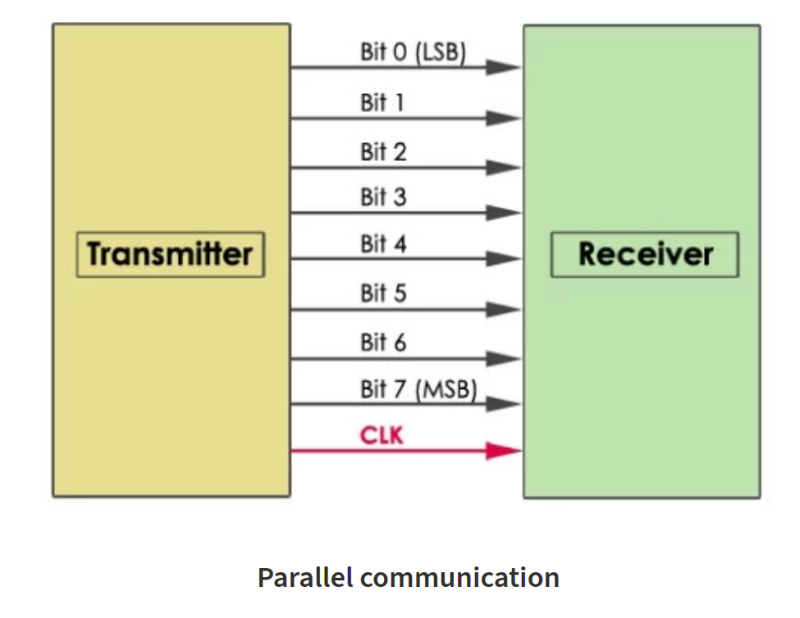 Bit 0 (LSB)
Bit 1
Bit 2
Bit 3
Transmitter
Receiver
Bit 4
Bit 5
Bit 6
Bit 7 (MSB)
CLK
Parallel communication